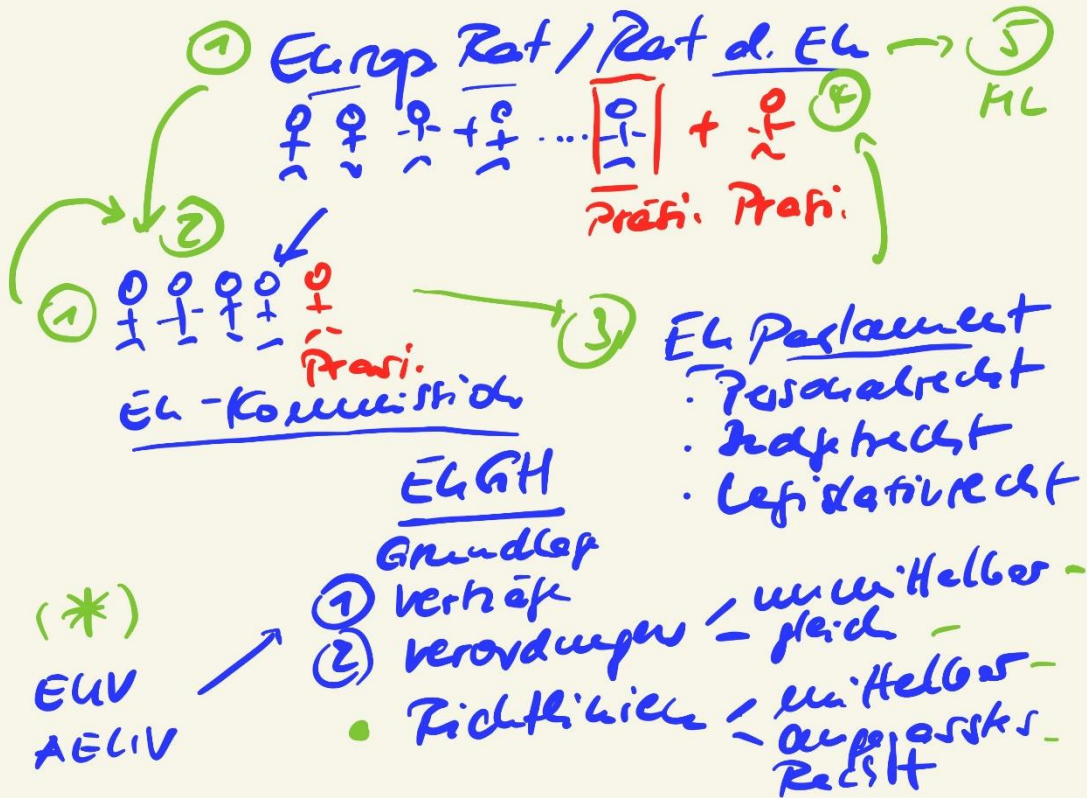 ① Europ Rat / Rat d. EU → ⑤
ML
+ .... + ④
Präsi. Präsi.
②
①
Präsi.
③
EU-Kommission
EU Parlament
· Personalrecht
· Budgetrecht
· Legislativrecht
EuGH
Grundlage
① Verträge
② Verordnungen < unmittelbar -
- gleich -
• Richtlinien < mittelbar -
- angepasstes -
Recht
(*)
EUV
AEUV